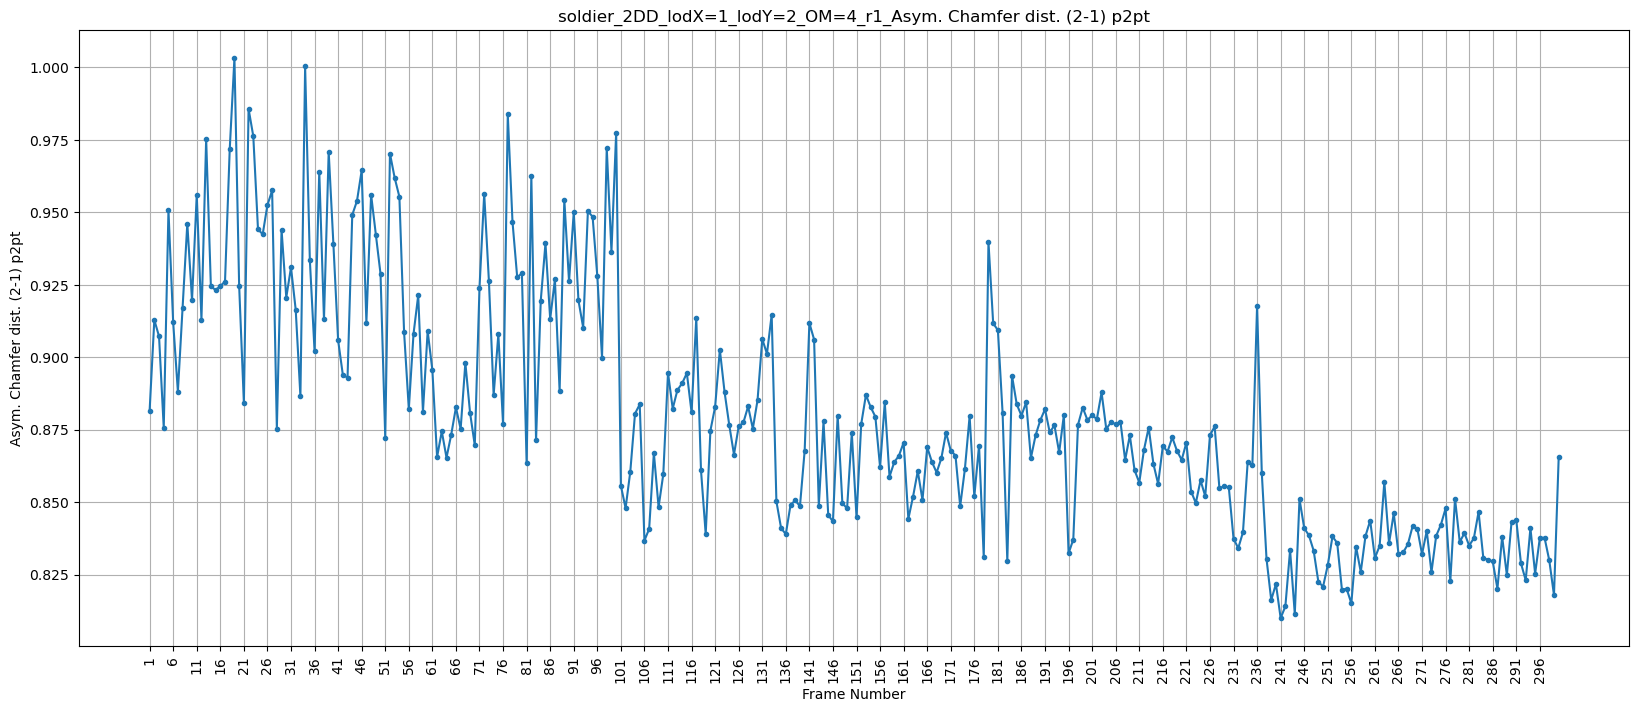 soldier_2DD_lodX=1_lodY=2_OM=4_r1_Asym. Chamfer dist. (2-1) p2pt
Asym. Chamfer dist. (2-1) p2pt
1.000
0.975
0.950
0.925
0.900
0.875
0.850
0.825
1 6 11 16 21 26 31 36 41 46 51 56 61 66 71 76 81 86 91 96 101 106 111 116 121 126 131 136 141 146 151 156 161 166 171 176 181 186 191 196 201 206 211 216 221 226 231 236 241 246 251 256 261 266 271 276 281 286 291 296
Frame Number